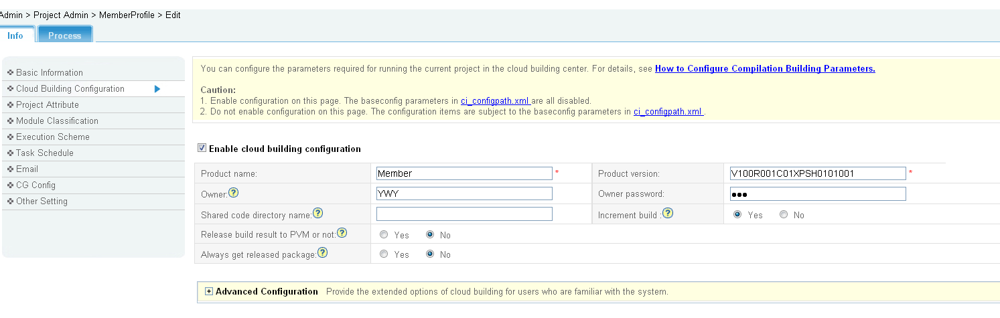 Admin > Project Admin > MemberProfile > Edit
Info Process
Basic Information
Cloud Building Configuration
Project Attribute
Module Classification
Execution Scheme
Task Schedule
Email
CG Config
Other Setting
You can configure the parameters required for running the current project in the cloud building center. For details, see How to Configure Compilation Building Parameters.
Caution:
1. Enable configuration on this page. The baseconfig parameters in ci_configpath.xml are all disabled.
2. Do not enable configuration on this page. The configuration items are subject to the baseconfig parameters in ci_configpath.xml .
Enable cloud building configuration
Product name: Member * Product version: V100R001C01XPSH0101001 *
Owner: ? YWY Owner password: ●●●
Shared code directory name: ? Increment build : ? Yes No
Release build result to PVM or not: ? Yes No
Always get released package: ? Yes No
Advanced Configuration Provide the extended options of cloud building for users who are familiar with the system.